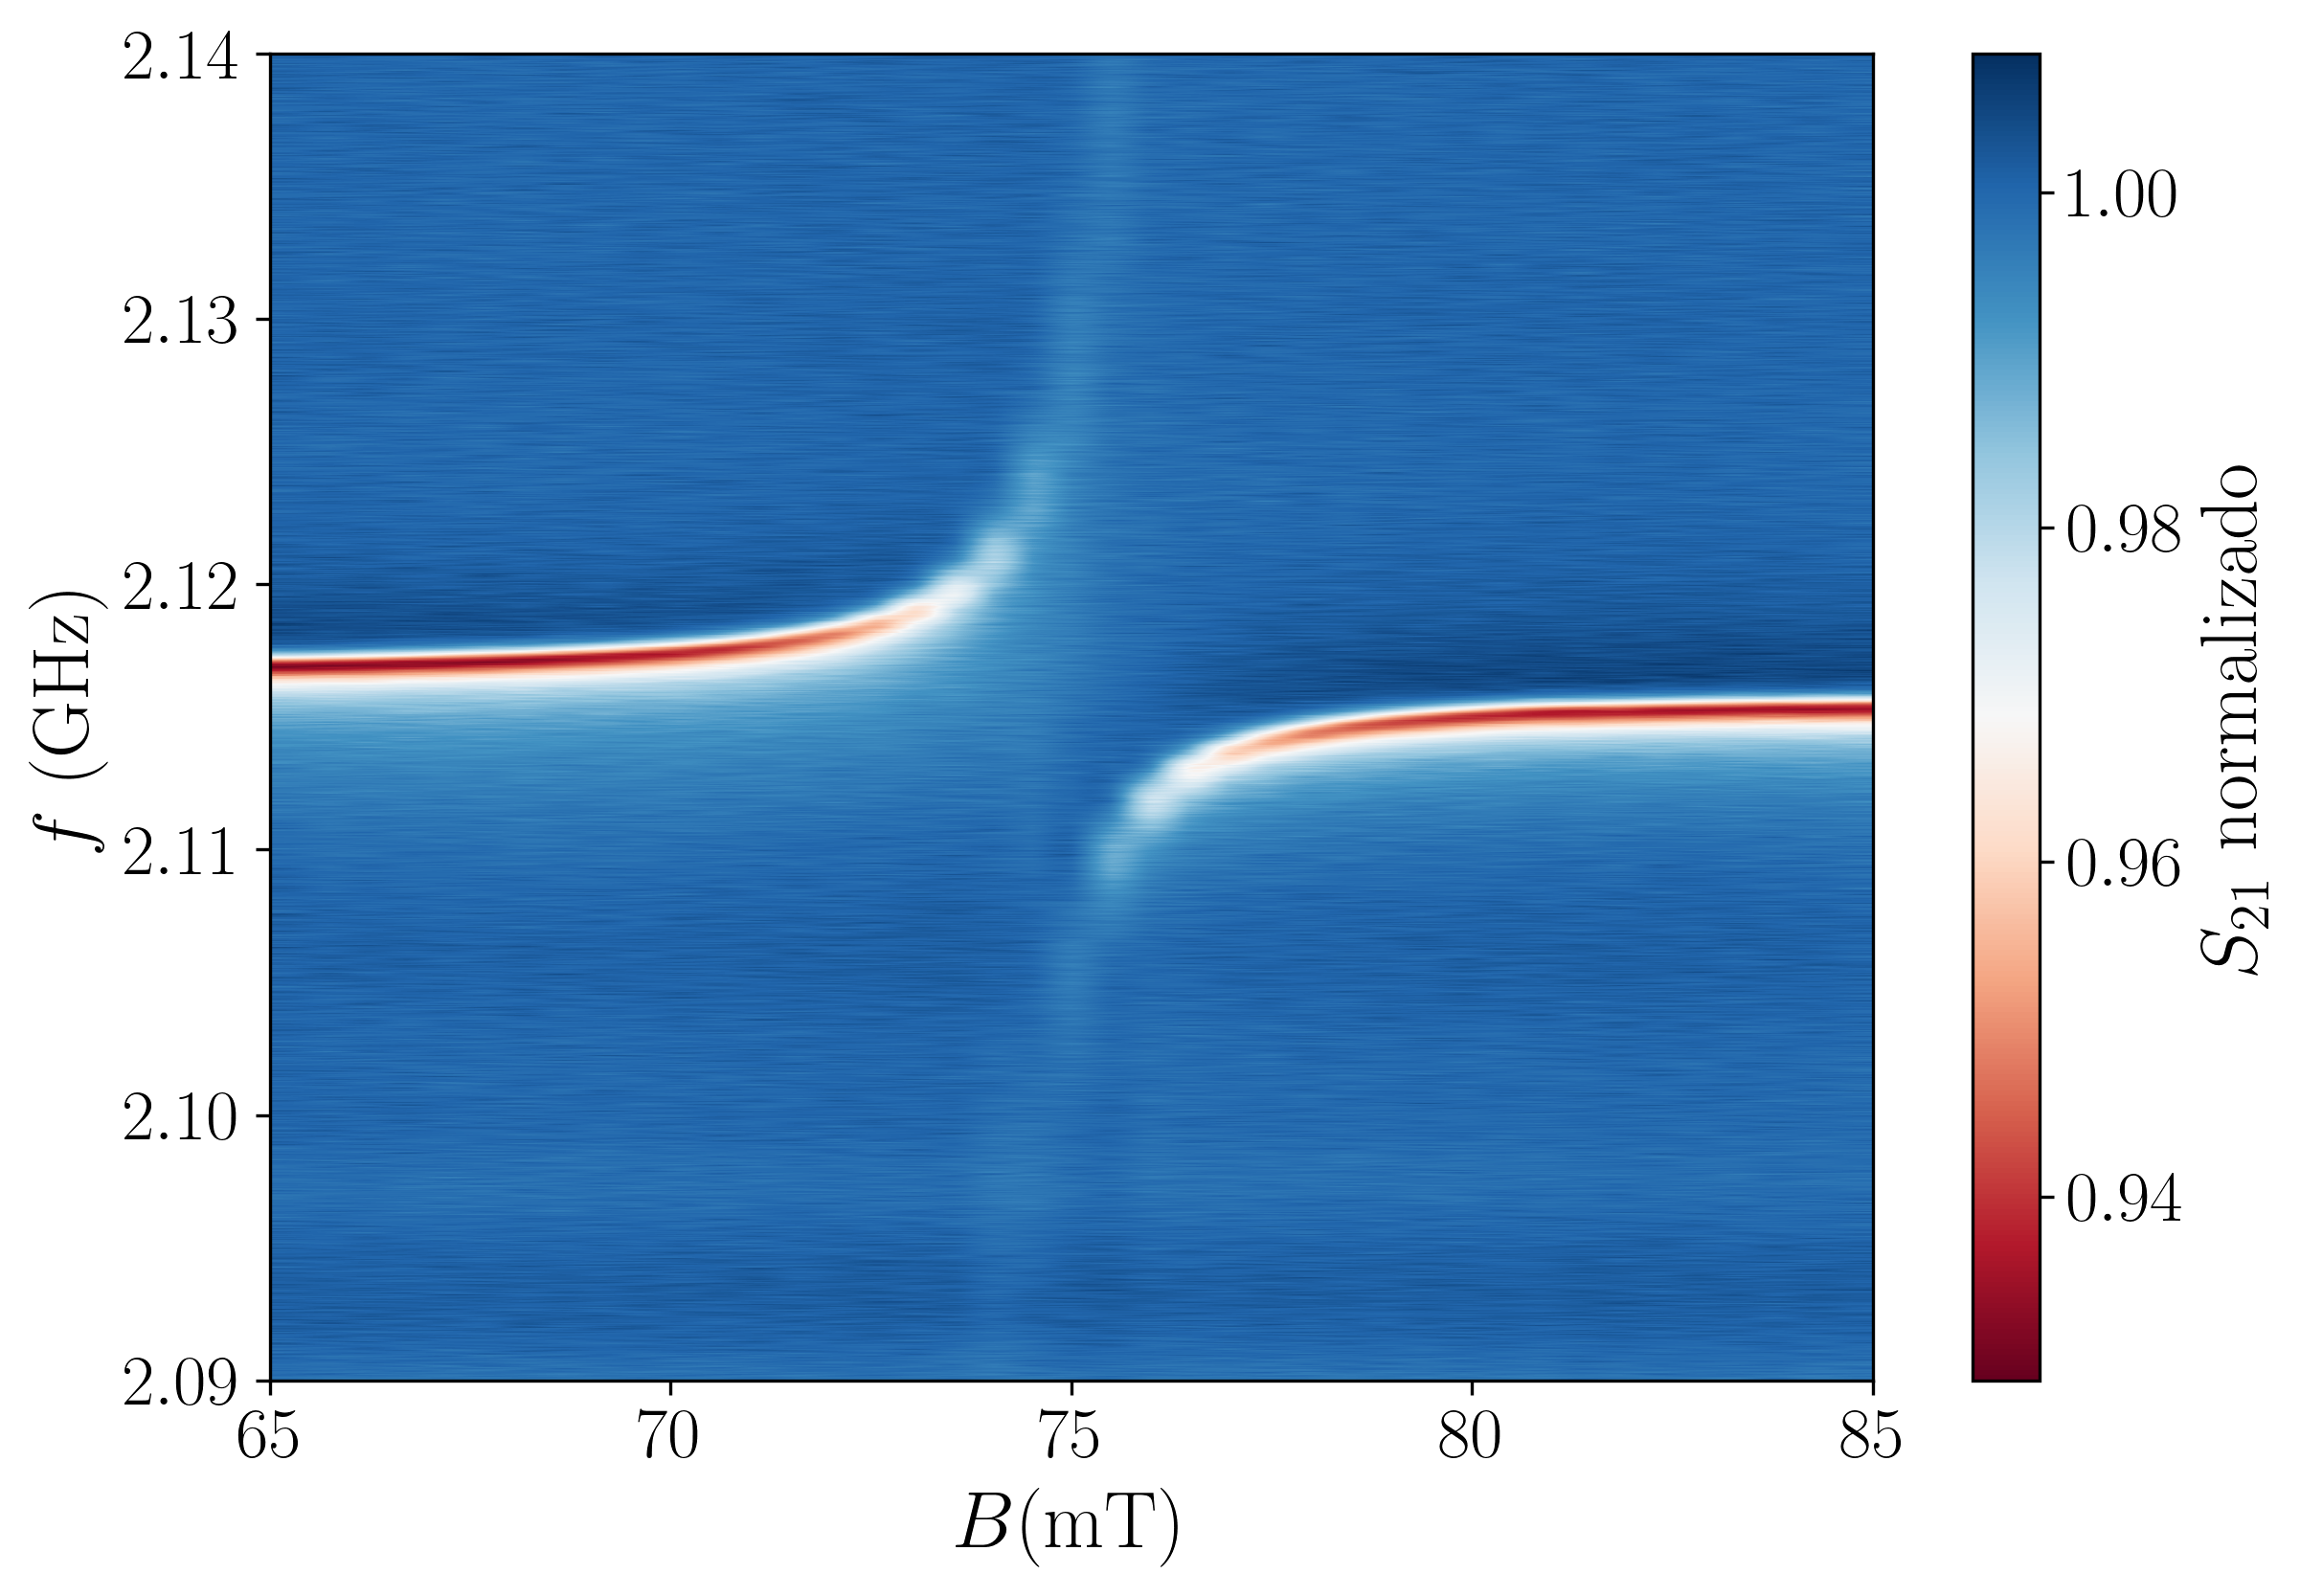 2.14
2.13
2.12
2.11
2.10
2.09
f (GHz)
65 70 75 80 85
B(mT)
1.00
0.98
0.96
0.94
S21 normalizado